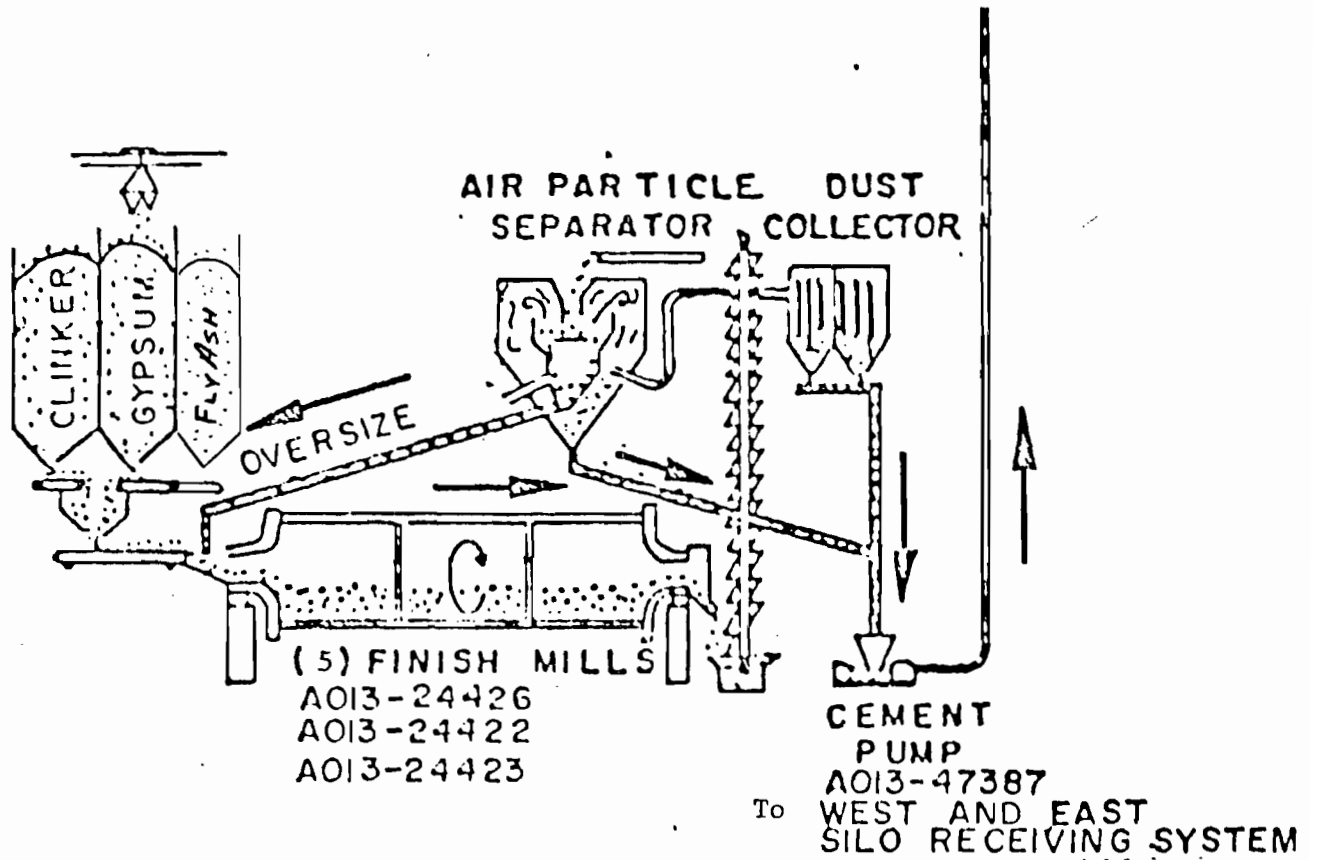 AIR PARTICLE
SEPARATOR
DUST
COLLECTOR
CLINKER
GYPSUM
FLY ASH
OVERSIZE
(5) FINISH MILLS
A013-24426
A013-24422
A013-24423
CEMENT
PUMP
A013-47387
To WEST AND EAST
SILO RECEIVING SYSTEM